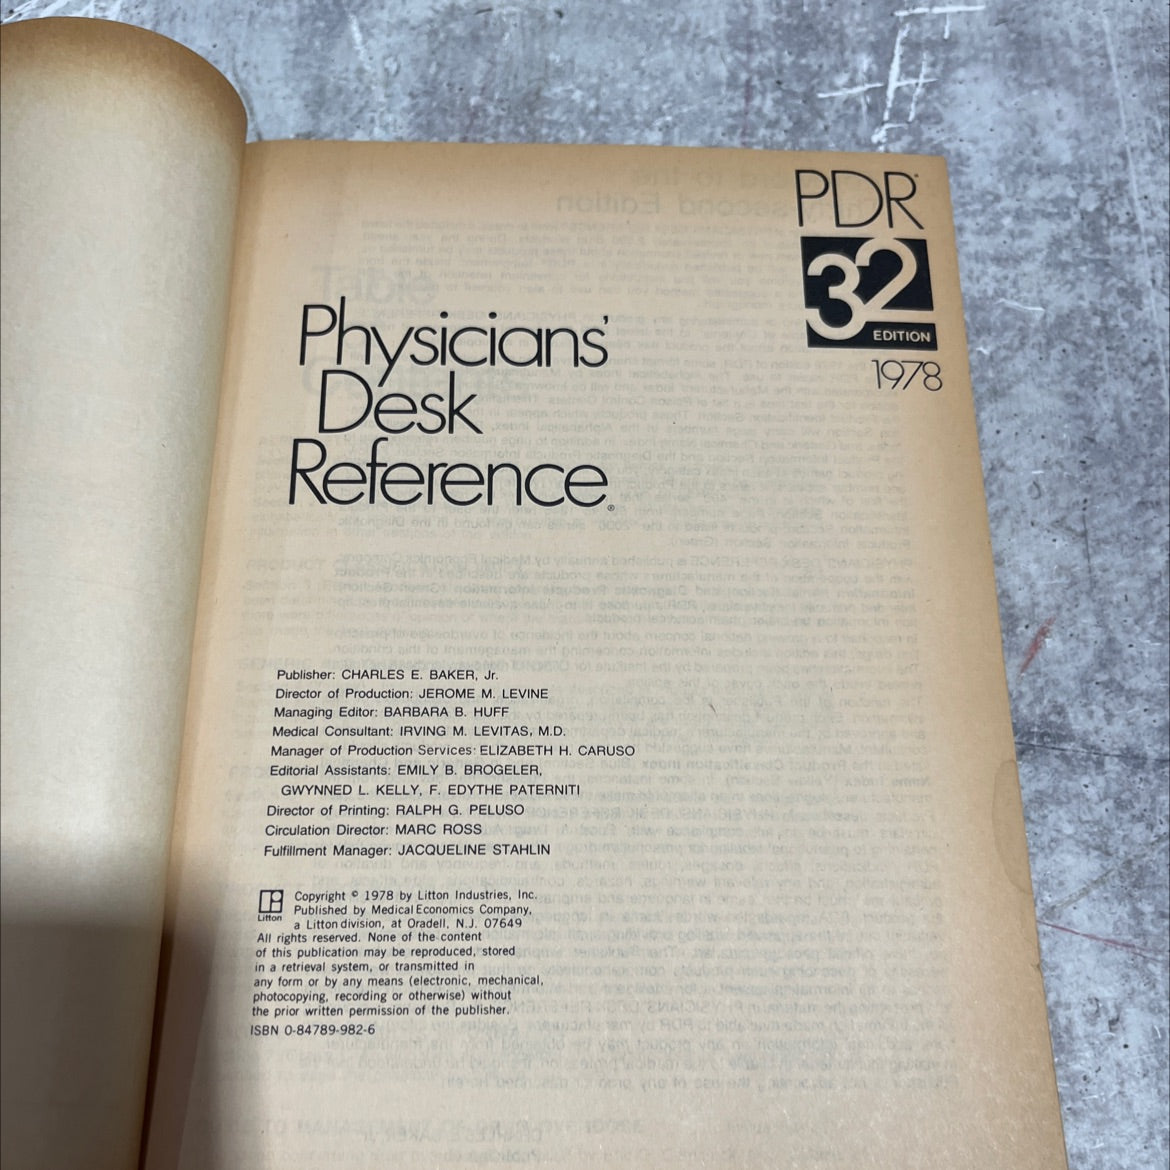 PDR
32
EDITION
1978
Physicians'
Desk
Reference®
Publisher: CHARLES E. BAKER, Jr.
Director of Production: JEROME M. LEVINE
Managing Editor: BARBARA B. HUFF
Medical Consultant: IRVING M. LEVITAS, M.D.
Manager of Production Services: ELIZABETH H. CARUSO
Editorial Assistants: EMILY B. BROGELER,
GWYNNED L. KELLY, F. EDYTHE PATERNITI
Director of Printing: RALPH G. PELUSO
Circulation Director: MARC ROSS
Fulfillment Manager: JACQUELINE STAHLIN
Litton
Copyright © 1978 by Litton Industries, Inc.
Published by Medical Economics Company,
a Litton division, at Oradell, N.J. 07649
All rights reserved. None of the content
of this publication may be reproduced, stored
in a retrieval system, or transmitted in
any form or by any means (electronic, mechanical,
photocopying, recording or otherwise) without
the prior written permission of the publisher.
ISBN 0-84789-982-6